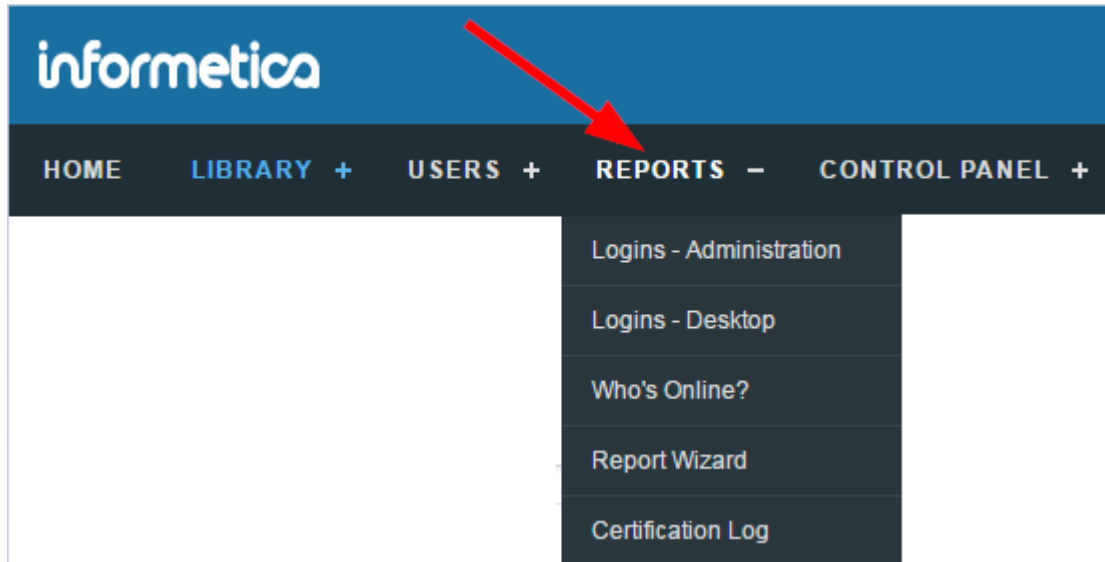 informetica
HOME LIBRARY + USERS + REPORTS – CONTROL PANEL +
Logins - Administration
Logins - Desktop
Who's Online?
Report Wizard
Certification Log